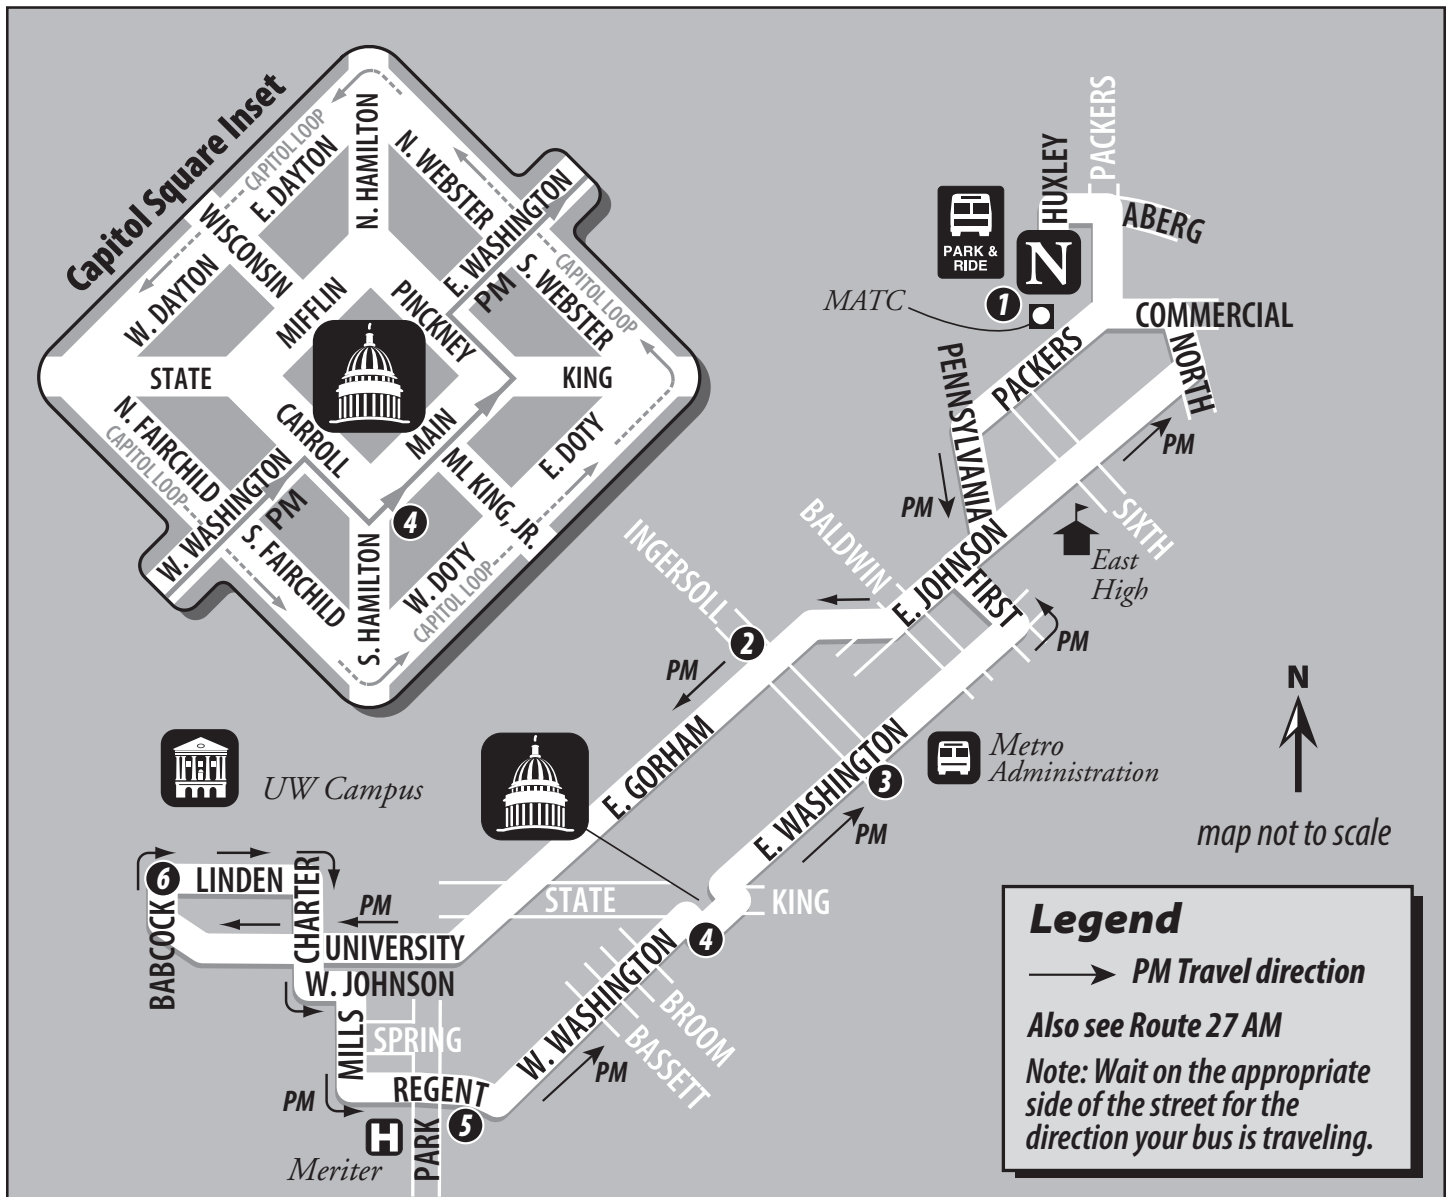 Capitol Square Inset
CAPITOL LOOP
E. DAYTON
N. HAMILTON
N. WEBSTER
E. WASHINGTON
PM
WISCONSIN
W. DAYTON
MIFFLIN
PINCKNEY
S. WEBSTER
CAPITOL LOOP
STATE
KING
CARROLL
MAIN
N. FAIRCHILD
CAPITOL LOOP
W. WASHINGTON
PM
S. FAIRCHILD
4
ML KING, JR.
E. DOTY
S. HAMILTON
W. DOTY
CAPITOL LOOP
PACKERS
HUXLEY
ABERG
PARK &
RIDE
N
1
MATC
COMMERCIAL
PENNSYLVANIA
PACKERS
NORTH
PM
PM
SIXTH
East
High
INGERSOLL
BALDWIN
E. JOHNSON
FIRST
PM
2
PM
E. GORHAM
E. WASHINGTON
3
Metro
Administration
PM
N
map not to scale
UW Campus
6
LINDEN
CHARTER
BABCOCK
PM
UNIVERSITY
STATE
KING
4
W. JOHNSON
MILLS
SPRING
W. WASHINGTON
BROOM
BASSETT
PM
PM
REGENT
5
H
Meriter
PARK
Legend
PM Travel direction
Also see Route 27 AM
Note: Wait on the appropriate
side of the street for the
direction your bus is traveling.